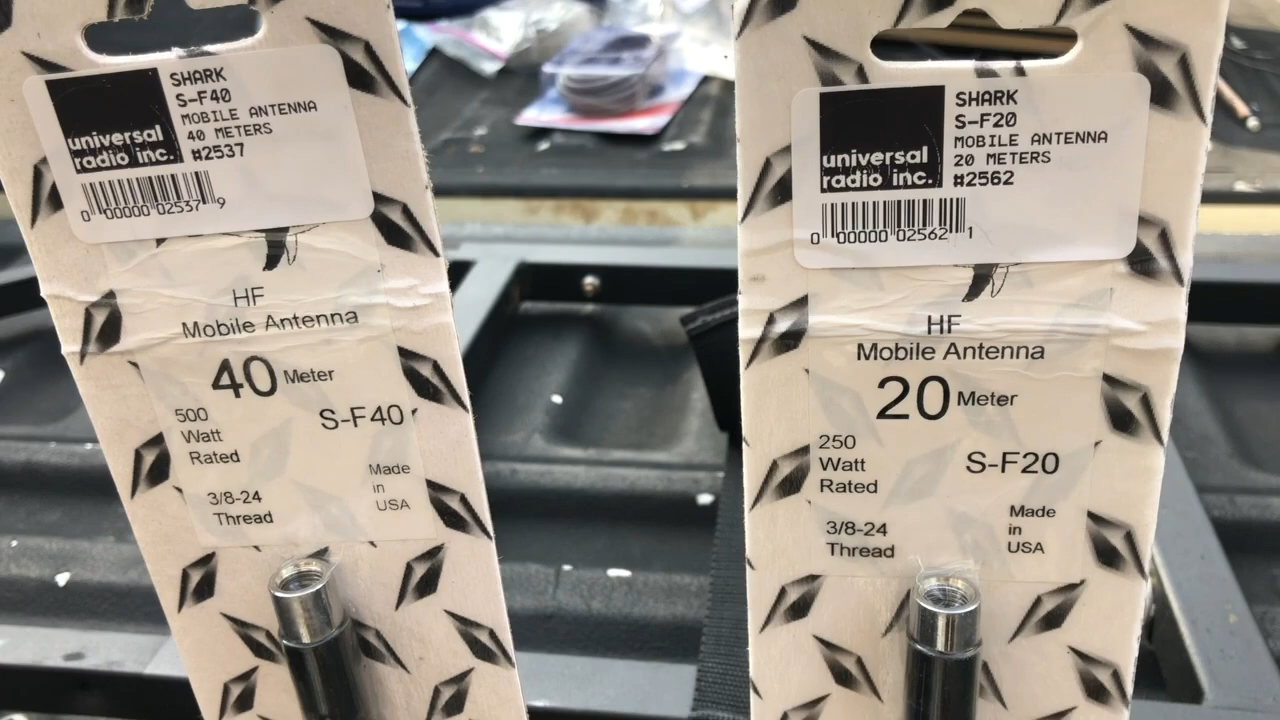 SHARK
S-F40
MOBILE ANTENNA
40 METERS
#2537
universal
radio inc.
0 00000 02537 9
HF
Mobile Antenna
40 Meter
500
Watt
Rated
S-F40
3/8-24
Thread
Made
in
USA
SHARK
S-F20
MOBILE ANTENNA
20 METERS
#2562
universal
radio inc.
0 00000 02562 1
HF
Mobile Antenna
20 Meter
250
Watt
Rated
S-F20
3/8-24
Thread
Made
in
USA